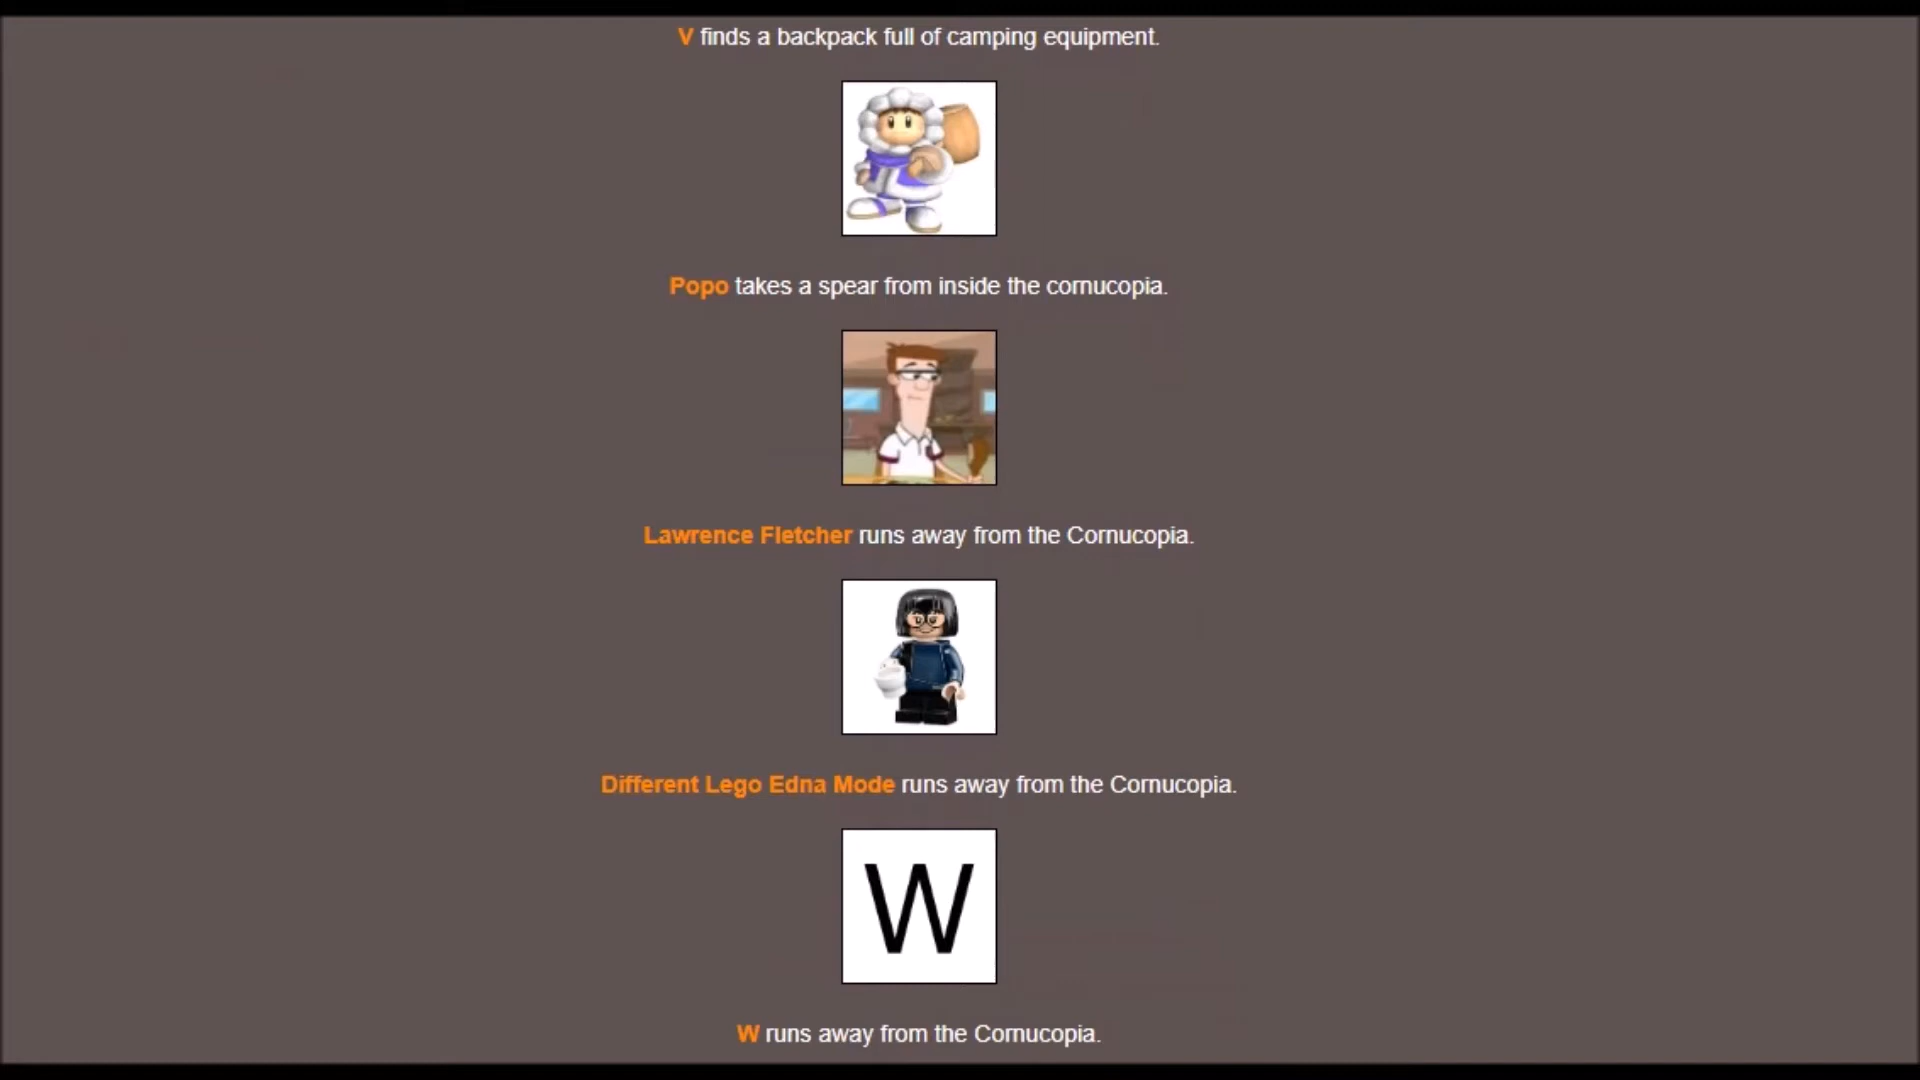 V finds a backpack full of camping equipment.
Popo takes a spear from inside the cornucopia.
Lawrence Fletcher runs away from the Cornucopia.
Different Lego Edna Mode runs away from the Cornucopia.
W
W runs away from the Cornucopia.